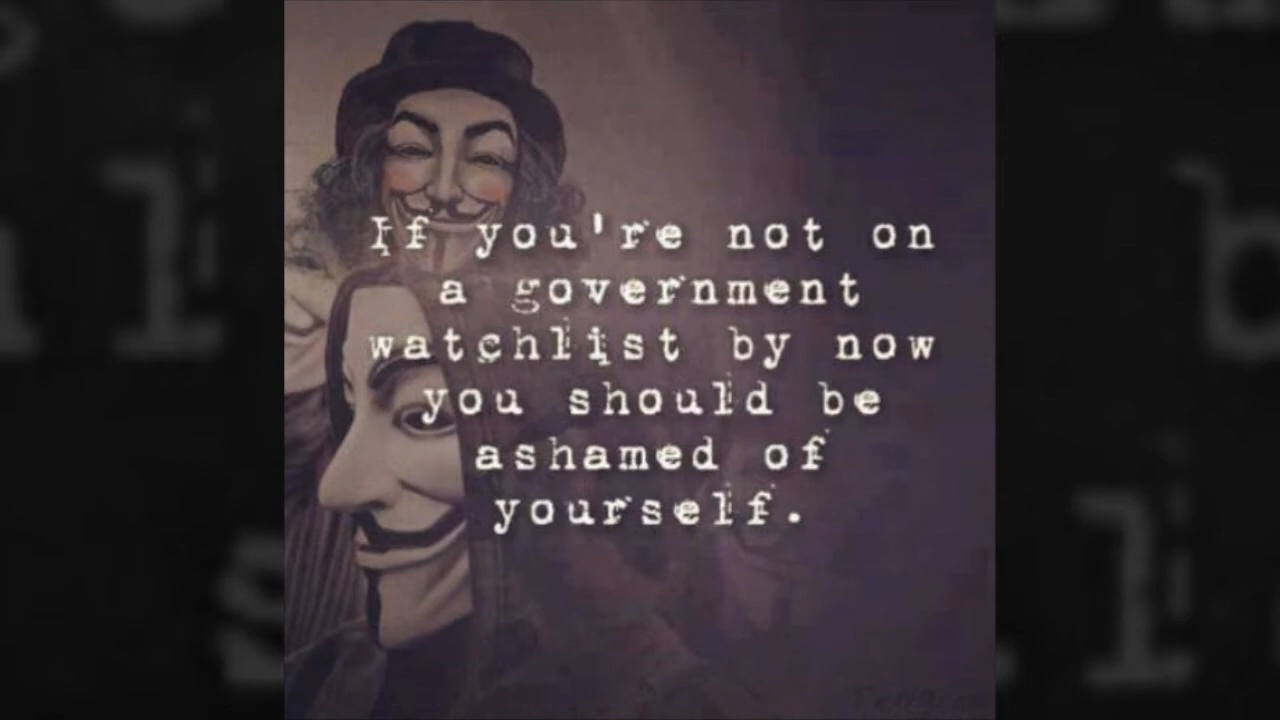 If you're not on
a government
watchlist by now
you should be
ashamed of
yourself.